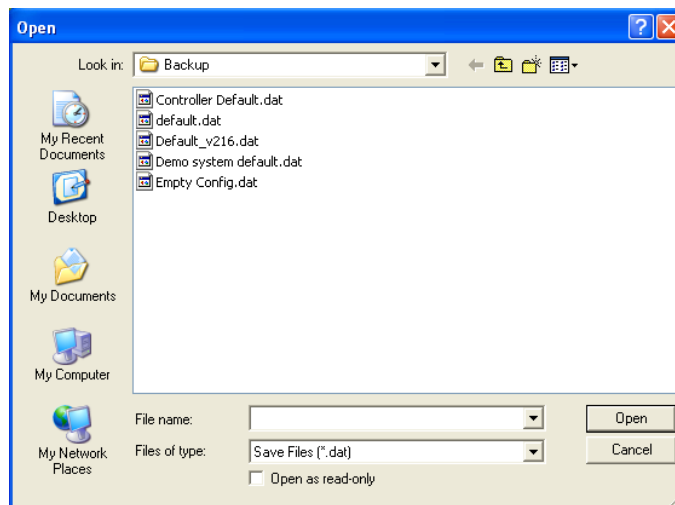 Open
Look in: Backup
Controller Default.dat
default.dat
Default_v216.dat
Demo system default.dat
Empty Config.dat
My Recent
Documents
Desktop
My Documents
My Computer
My Network
Places
File name:
Open
Files of type: Save Files (*.dat)
Cancel
Open as read-only